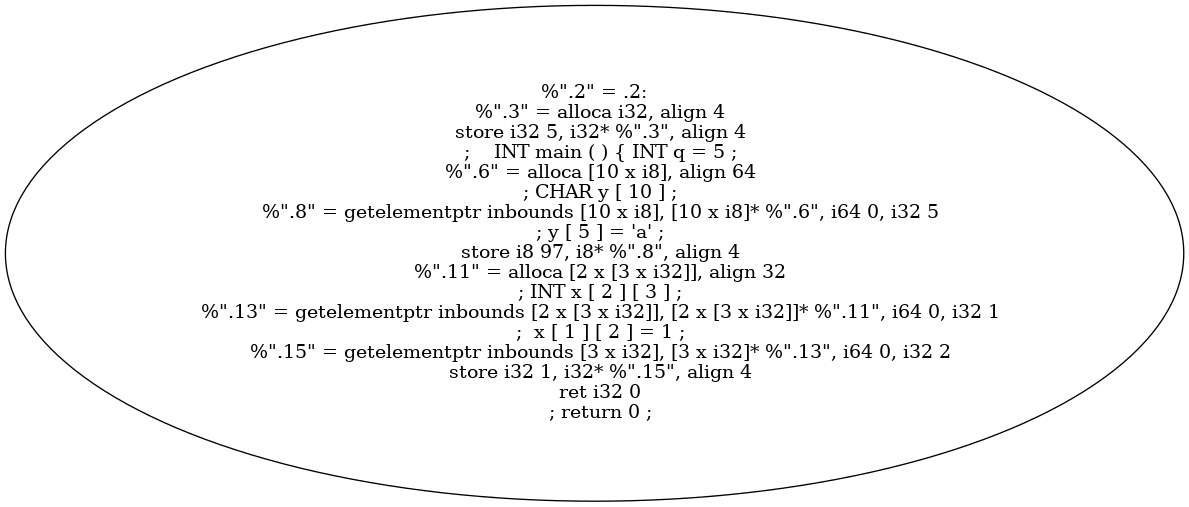 %".2" = .2:
%".3" = alloca i32, align 4
store i32 5, i32* %".3", align 4
;    INT main ( ) { INT q = 5 ;
%".6" = alloca [10 x i8], align 64
; CHAR y [ 10 ] ;
%".8" = getelementptr inbounds [10 x i8], [10 x i8]* %".6", i64 0, i32 5
; y [ 5 ] = 'a' ;
store i8 97, i8* %".8", align 4
%".11" = alloca [2 x [3 x i32]], align 32
; INT x [ 2 ] [ 3 ] ;
%".13" = getelementptr inbounds [2 x [3 x i32]], [2 x [3 x i32]]* %".11", i64 0, i32 1
;  x [ 1 ] [ 2 ] = 1 ;
%".15" = getelementptr inbounds [3 x i32], [3 x i32]* %".13", i64 0, i32 2
store i32 1, i32* %".15", align 4
ret i32 0
; return 0 ;